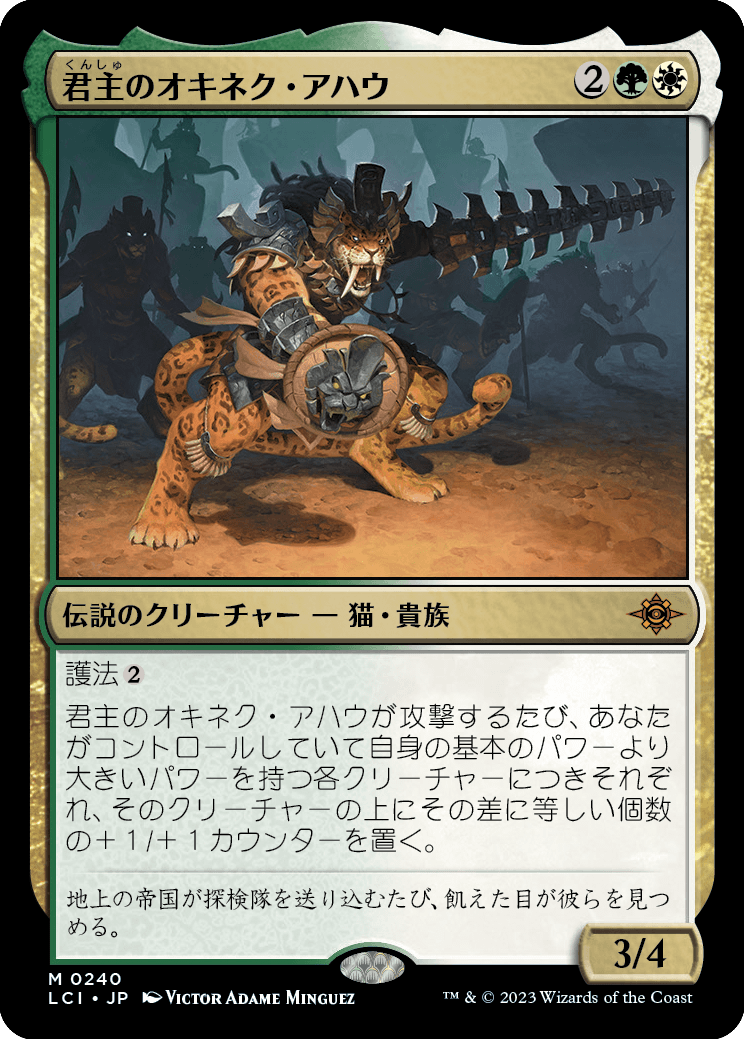 くんしゅ
君主のオキネク・アハウ 2
伝説のクリーチャー — 猫・貴族
護法 2
君主のオキネク・アハウが攻撃するたび、あなた
がコントロールしていて自身の基本のパワーより
大きいパワーを持つ各クリーチャーにつきそれぞ
れ、そのクリーチャーの上にその差に等しい個数
の＋１/＋１カウンターを置く。
地上の帝国が探検隊を送り込むたび、飢えた目が彼らを見つ
める。
3/4
M 0240
LCI • JP VICTOR ADAME MINGUEZ
™ & © 2023 Wizards of the Coast